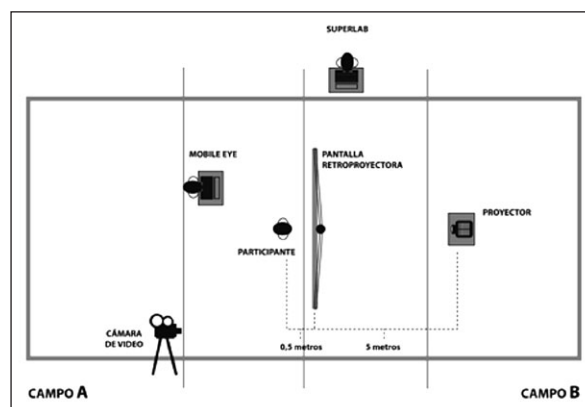 SUPERLAB
MOBILE EYE
PANTALLA
RETROPROYECTORA
PROYECTOR
PARTICIPANTE
CÁMARA
DE VIDEO
0,5 metros
5 metros
CAMPO A
CAMPO B